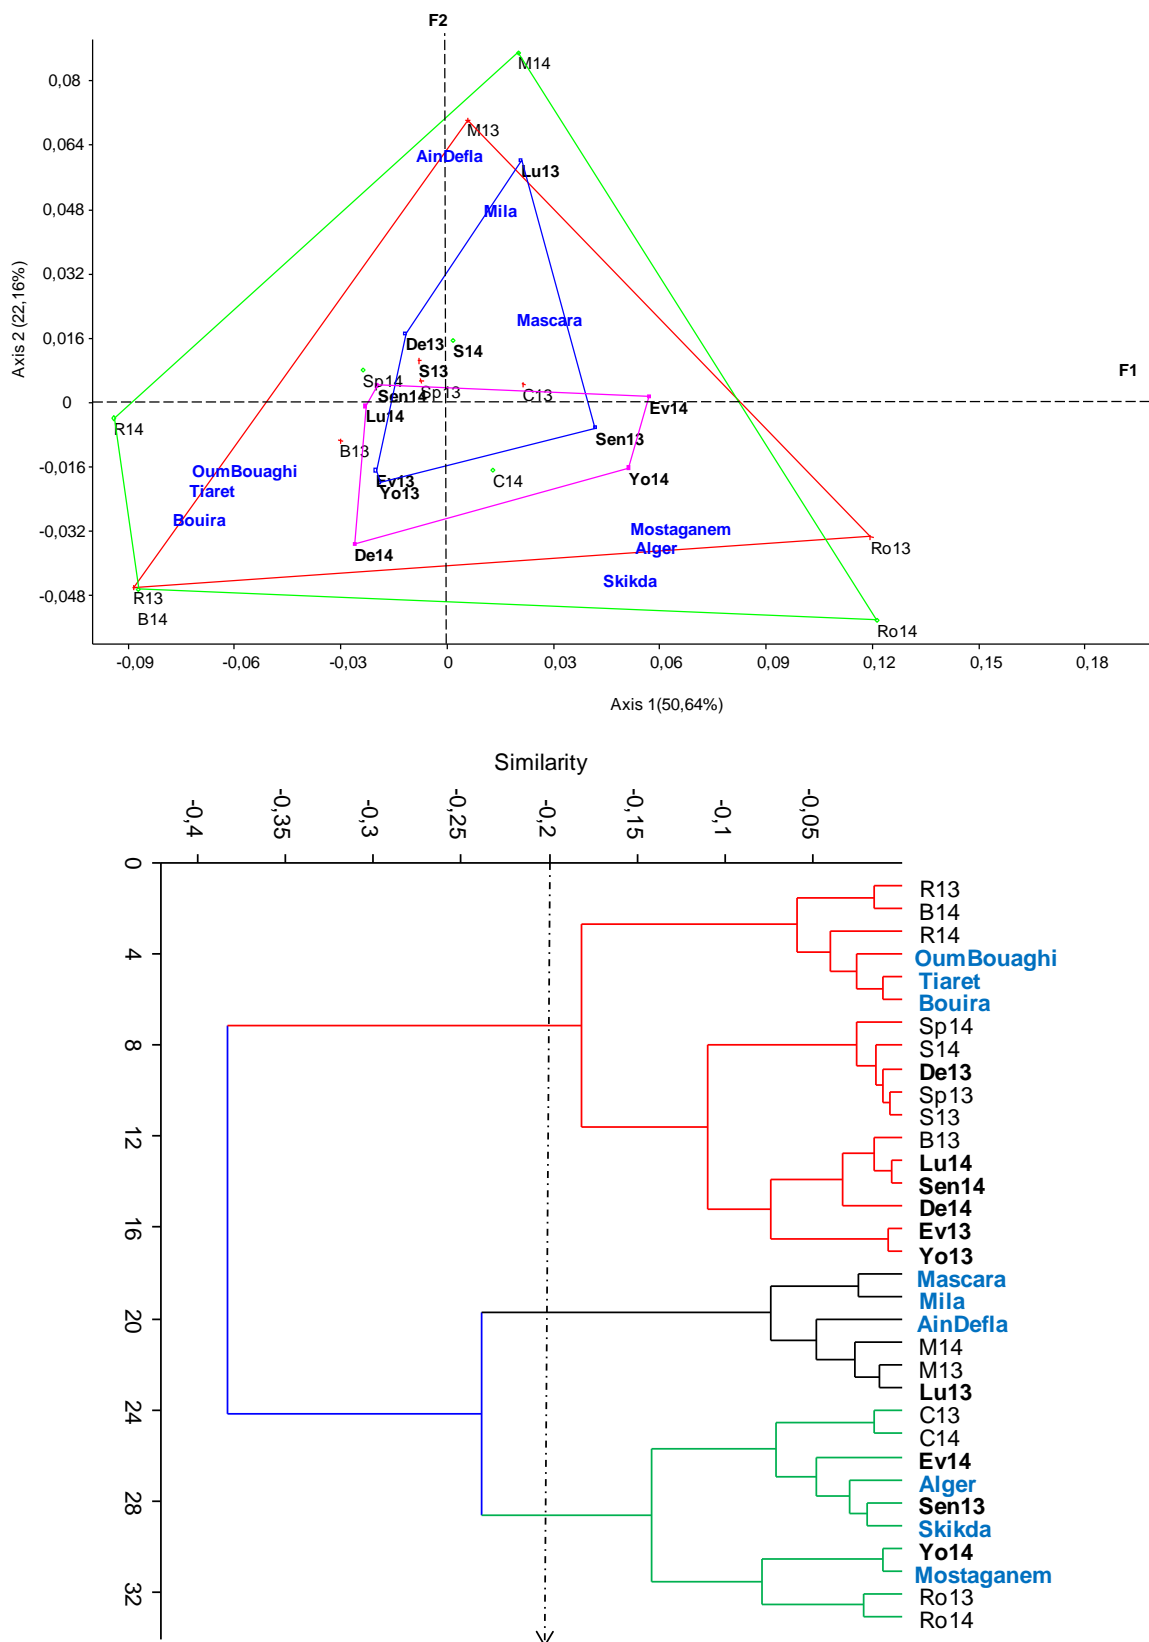 F2
0,08
M14
0,064
M13
AinDefla
Lu13
0,048
Mila
0,032
Axis 2 (22,16%)
0,016
Mascara
De13
S14
S13
Sp14
Sp13
C13
Sen14
F1
0
Lu14
Ev14
R14
Sen13
B13
-0,016
OumBouaghi
Ev13
C14
Yo14
Tiaret
Yo13
Bouira
-0,032
Mostaganem
Alger
De14
Ro13
Skikda
-0,048
R13
B14
Ro14
-0,09
-0,06
-0,03
0
0,03
0,06
0,09
0,12
0,15
0,18
Axis 1(50,64%)
Similarity
-0,4
-0,35
-0,3
-0,25
-0,2
-0,15
-0,1
-0,05
0
4
8
12
16
20
24
28
32
R13
B14
R14
OumBouaghi
Tiaret
Bouira
Sp14
S14
De13
Sp13
S13
B13
Lu14
Sen14
De14
Ev13
Yo13
Mascara
Mila
AinDefla
M14
M13
Lu13
C13
C14
Ev14
Alger
Sen13
Skikda
Yo14
Mostaganem
Ro13
Ro14